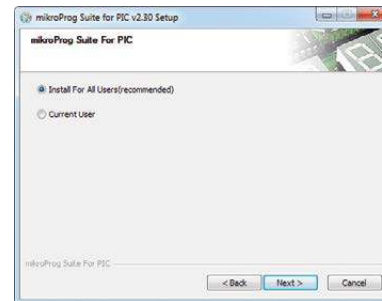 mikroProg Suite for PIC v2.30 Setup
mikroProg Suite For PIC
Install For All Users(recommended)
Current User
mikroProg Suite For PIC
< Back Next > Cancel